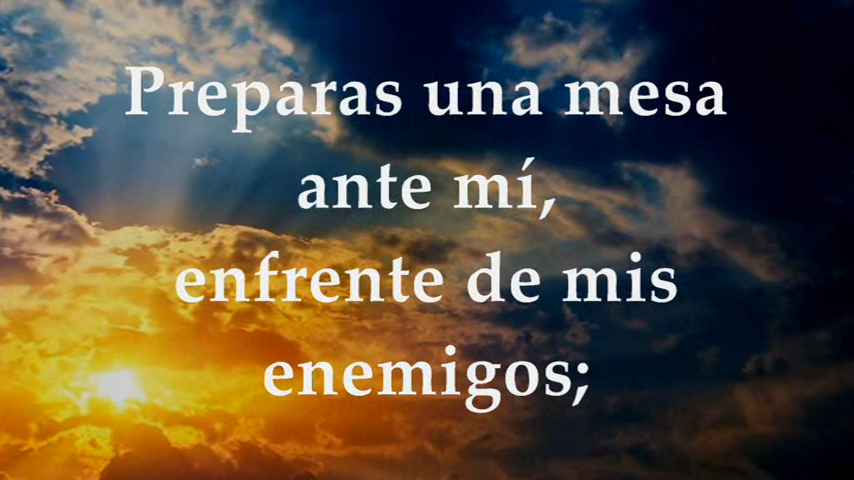 Preparas una mesa
ante mí,
enfrente de mis
enemigos;